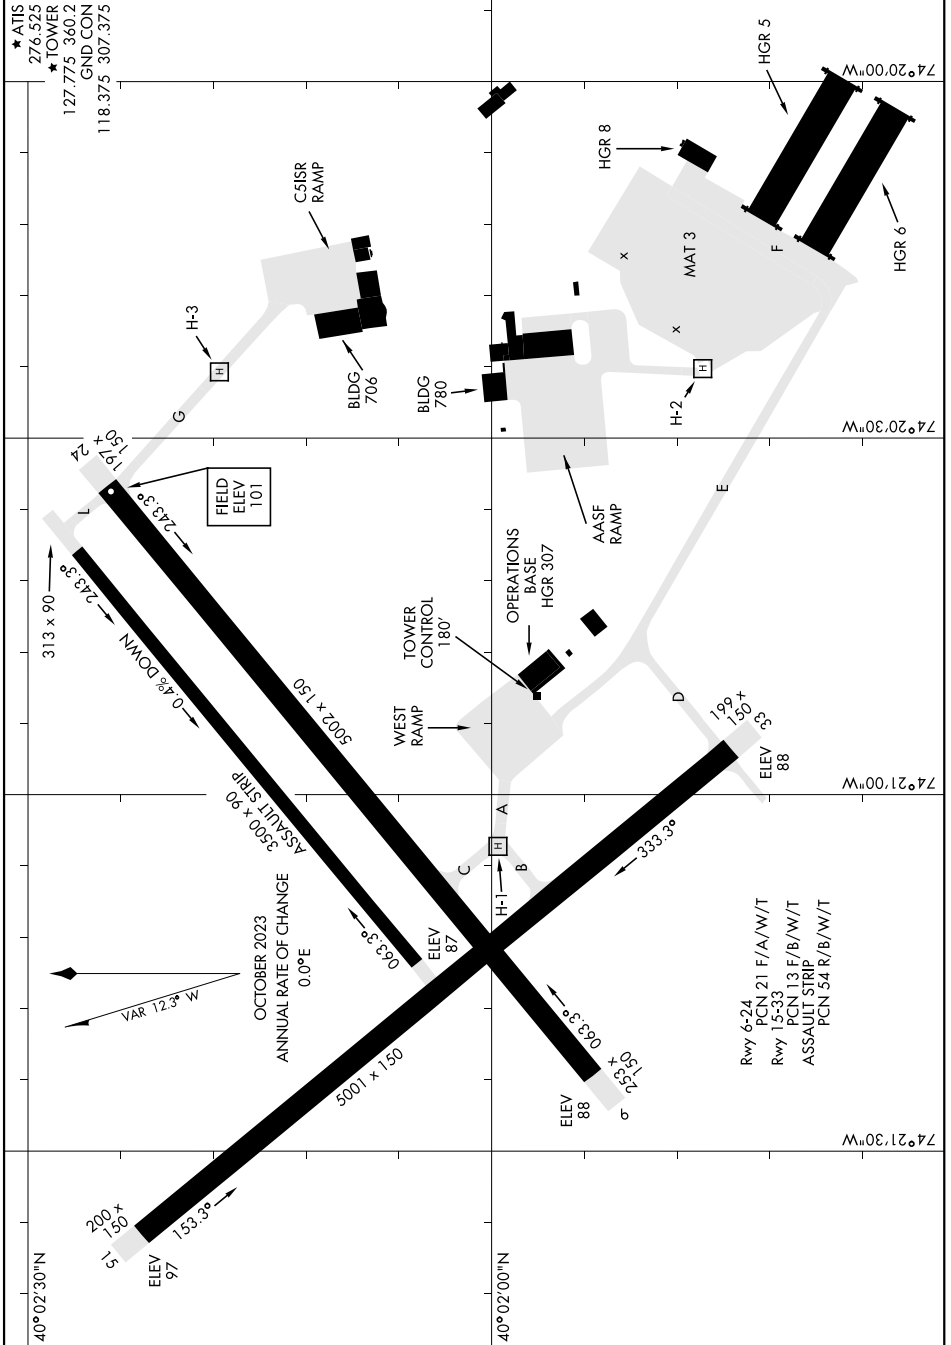 ★ ATIS
276.525
★ TOWER
127.775 360.2
GND CON
118.375 307.375
HGR 5
74°20'00"W
HGR 8
C5ISR
RAMP
MAT 3
F
HGR 6
x
x
H-3
H
BLDG
706
BLDG
780
H
H-2
G
74°20'30"W
24
197 x
150
L
243.3°
FIELD
ELEV
101
E
AASF
RAMP
313 x 90
243.3°
0.4% DOWN
OPERATIONS
BASE
HGR 307
TOWER
CONTROL
180'
5002 x 150
WEST
RAMP
D
199 x
150
33
ELEV
88
74°21'00"W
ASSAULT STRIP
3500 x 90
A
H
C
B
H-1
333.3°
063.3°
ELEV
87
OCTOBER 2023
ANNUAL RATE OF CHANGE
0.0°E
VAR 12.3° W
063.3°
5001 x 150
253 x
150
6
ELEV
88
Rwy 6-24
PCN 21 F/A/W/T
Rwy 15-33
PCN 13 F/B/W/T
ASSAULT STRIP
PCN 54 R/B/W/T
74°21'30"W
200 x
150
15
153.3°
ELEV
97
40°02'30"N
40°02'00"N